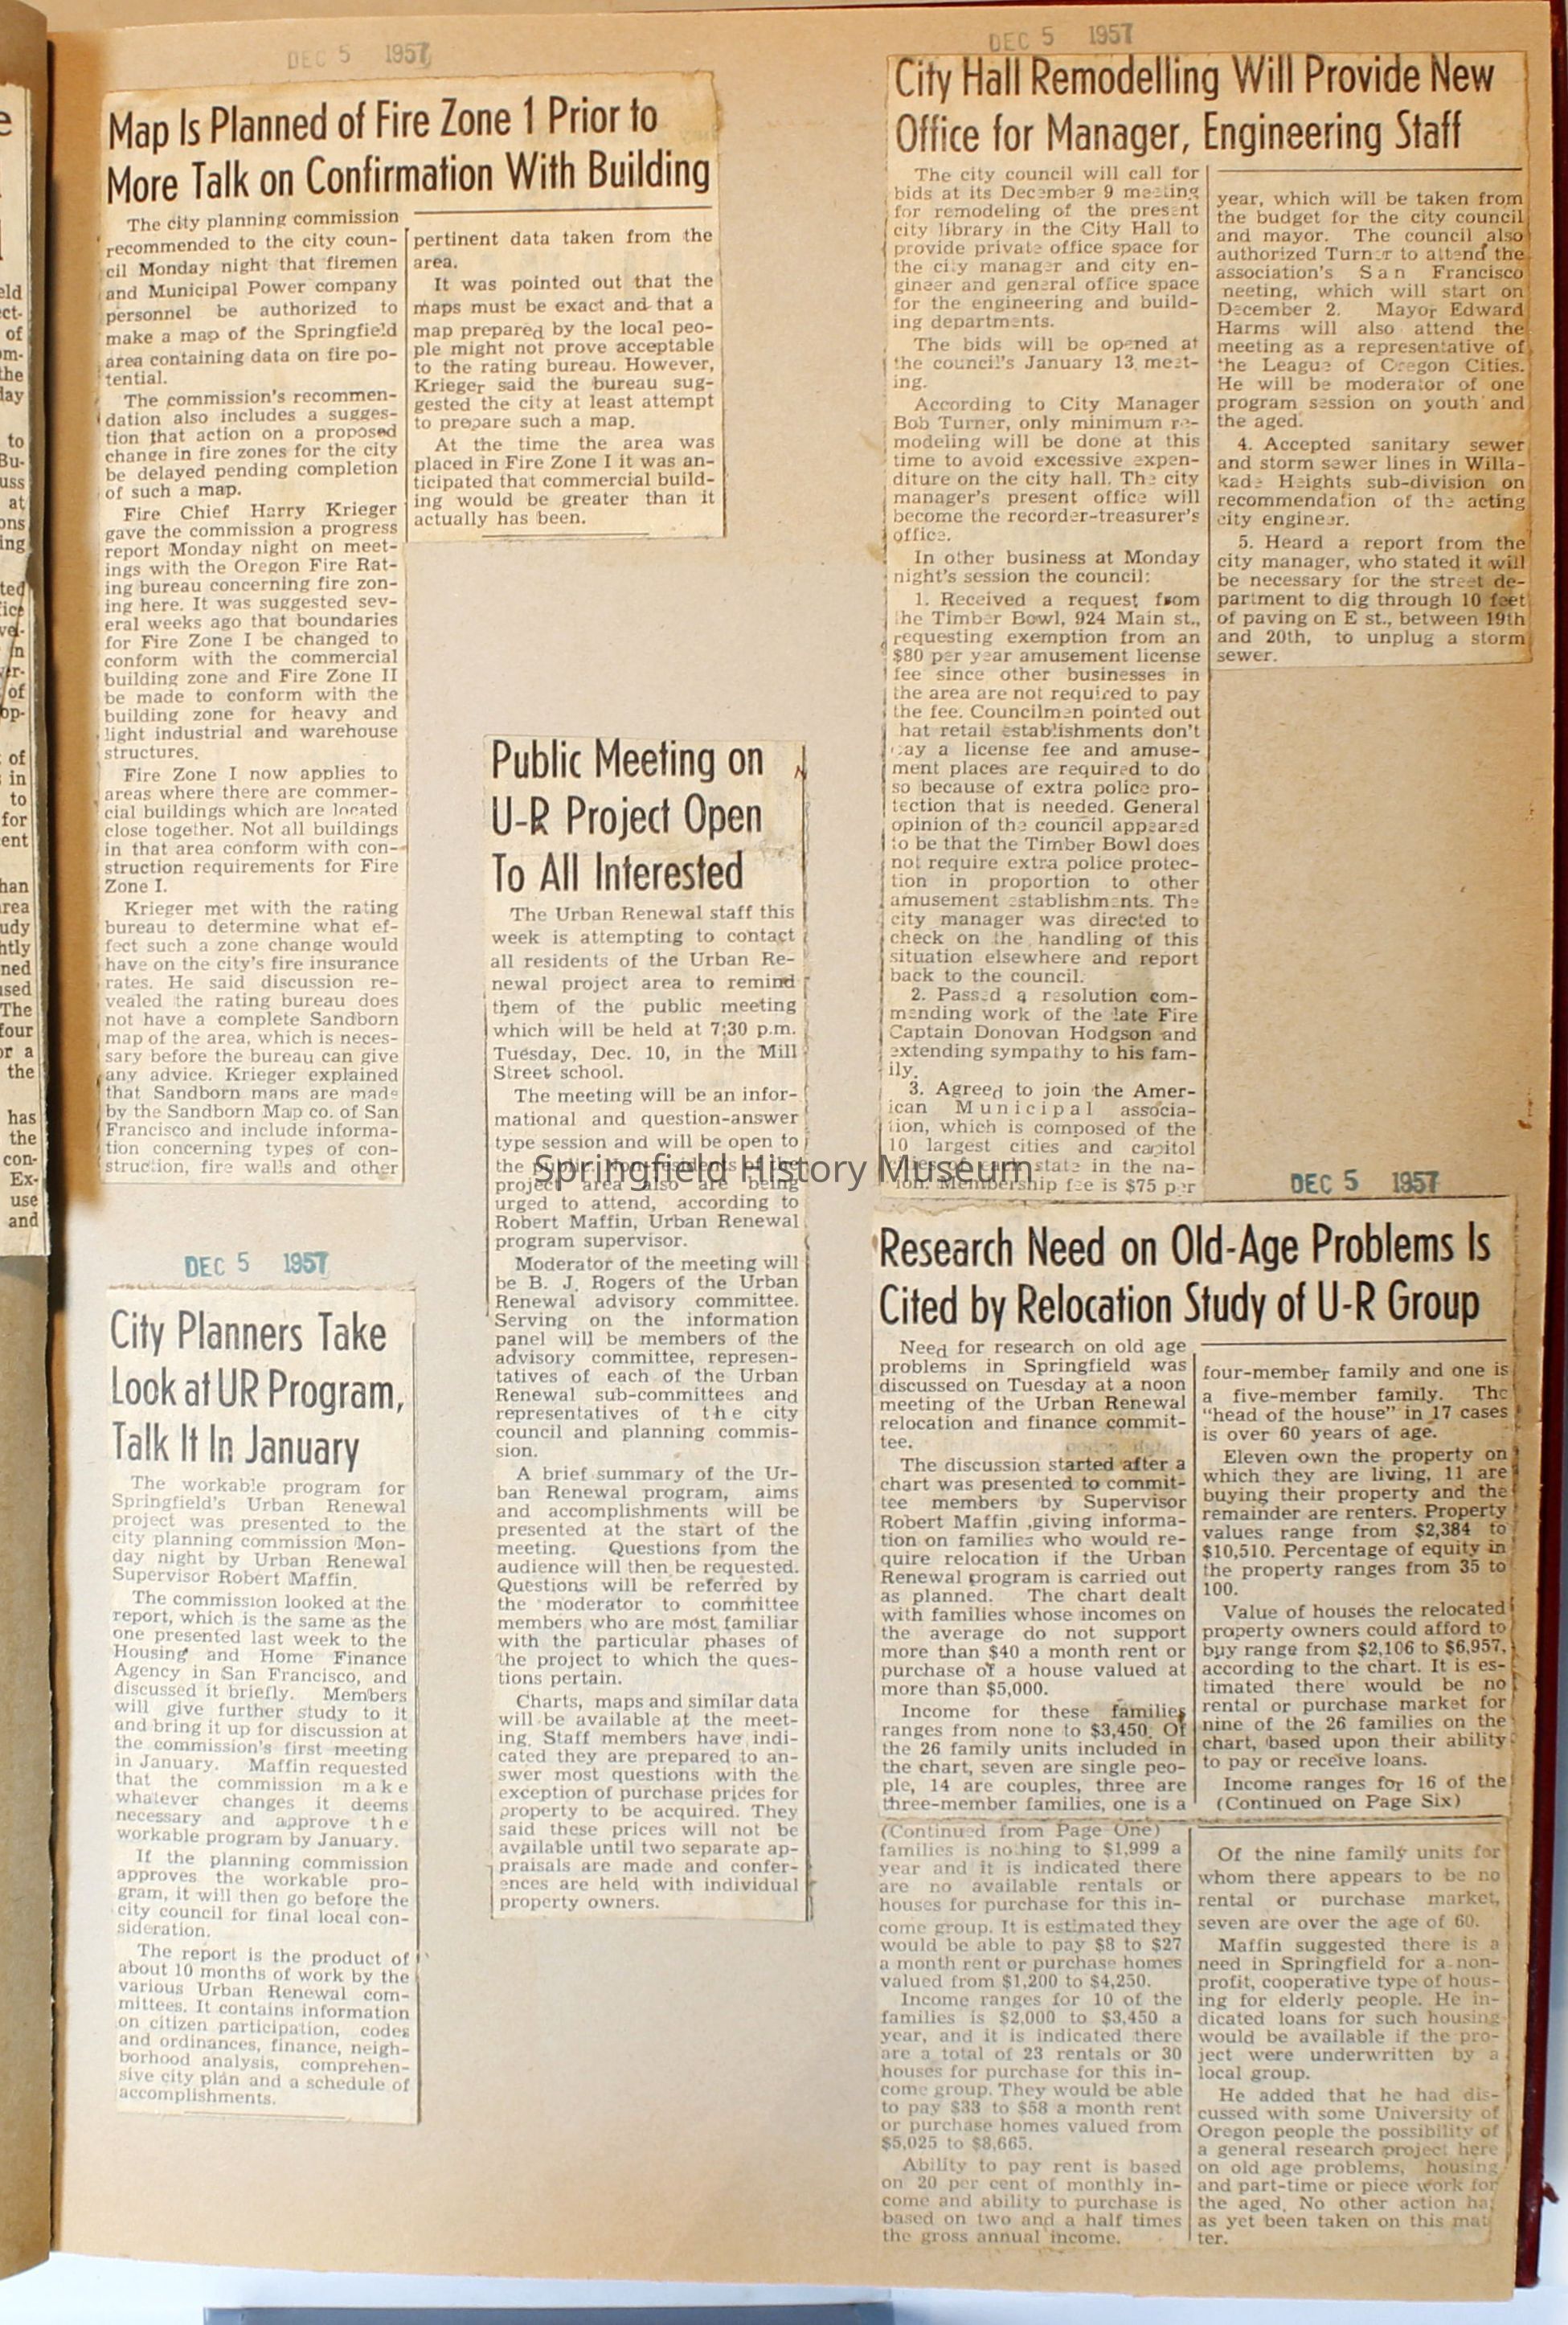 DEC 5 1957
Map Is Planned of Fire Zone 1 Prior to
More Talk on Confirmation With Building
The city planning commission
recommended to the city coun-
cil Monday night that firemen
and Municipal Power company
personnel be authorized to
make a map of the Springfield
area containing data on fire po-
tential.
The commission's recommen-
dation also includes a sugges-
tion that action on a proposed
change in fire zones for the city
be delayed pending completion
of such a map.
Fire Chief Harry Krieger
gave the commission a progress
report Monday night on meet-
ings with the Oregon Fire Rat-
ing bureau concerning fire zon-
ing here. It was suggested sev-
eral weeks ago that boundaries
for Fire Zone I be changed to
conform with the commercial
building zone and Fire Zone II
be made to conform with the
building zone for heavy and
light industrial and warehouse
structures.
Fire Zone I now applies to
areas where there are commer-
cial buildings which are located
close together. Not all buildings
in that area conform with con-
struction requirements for Fire
Zone I.
Krieger met with the rating
bureau to determine what ef-
fect such a zone change would
have on the city's fire insurance
rates. He said discussion re-
vealed the rating bureau does
not have a complete Sandborn
map of the area, which is neces-
sary before the bureau can give
any advice. Krieger explained
that Sandborn maps are made
by the Sandborn Map co. of San
Francisco and include informa-
tion concerning types of con-
struction, fire walls and other
pertinent data taken from the
area.
It was pointed out that the
maps must be exact and that a
map prepared by the local peo-
ple might not prove acceptable
to the rating bureau. However,
Krieger said the bureau sug-
gested the city at least attempt
to prepare such a map.
At the time the area was
placed in Fire Zone I it was an-
ticipated that commercial build-
ing would be greater than it
actually has been.
DEC 5 1957
City Planners Take
Look at UR Program,
Talk It In January
The workable program for
Springfield's Urban Renewal
project was presented to the
city planning commission Mon-
day night by Urban Renewal
Supervisor Robert Maffin.
The commission looked at the
report, which is the same as the
one presented last week to the
Housing and Home Finance
Agency in San Francisco, and
discussed it briefly. Members
will give further study to it
and bring it up for discussion at
the commission's first meeting
in January. Maffin requested
that the commission make
whatever changes it deems
necessary and approve the
workable program by January.
If the planning commission
approves the workable pro-
gram, it will then go before the
city council for final local con-
sideration.
The report is the product of
about 10 months of work by the
various Urban Renewal com-
mittees. It contains information
on citizen participation, codes
and ordinances, finance, neigh-
borhood analysis, comprehen-
sive city plan and a schedule of
accomplishments.
Public Meeting on
U-R Project Open
To All Interested
The Urban Renewal staff this
week is attempting to contact
all residents of the Urban Re-
newal project area to remind
them of the public meeting
which will be held at 7:30 p.m.
Tuesday, Dec. 10, in the Mill
Street school.
The meeting will be an infor-
mational and question-answer
type session and will be open to
the public. Non-residents of the
project area also are being
urged to attend, according to
Robert Maffin, Urban Renewal
program supervisor.
Moderator of the meeting will
be B. J. Rogers of the Urban
Renewal advisory committee.
Serving on the information
panel will be members of the
advisory committee, represen-
tatives of each of the Urban
Renewal sub-committees and
representatives of the city
council and planning commis-
sion.
A brief summary of the Ur-
ban Renewal program, aims
and accomplishments will be
presented at the start of the
meeting. Questions from the
audience will then be requested.
Questions will be referred by
the moderator to committee
members who are most familiar
with the particular phases of
the project to which the ques-
tions pertain.
Charts, maps and similar data
will be available at the meet-
ing. Staff members have indi-
cated they are prepared to an-
swer most questions with the
exception of purchase prices for
property to be acquired. They
said these prices will not be
available until two separate ap-
praisals are made and confer-
ences are held with individual
property owners.
Springfield History Museum
DEC 5 1957
City Hall Remodelling Will Provide New
Office for Manager, Engineering Staff
The city council will call for
bids at its December 9 meeting
for remodeling of the present
city library in the City Hall to
provide private office space for
the city manager and city en-
gineer and general office space
for the engineering and build-
ing departments.
The bids will be opened at
the council's January 13 meet-
ing.
According to City Manager
Bob Turner, only minimum re-
modeling will be done at this
time to avoid excessive expen-
diture on the city hall. The city
manager's present office will
become the recorder-treasurer's
office.
In other business at Monday
night's session the council:
1. Received a request from
the Timber Bowl, 924 Main st.,
requesting exemption from an
$80 per year amusement license
fee since other businesses in
the area are not required to pay
the fee. Councilmen pointed out
hat retail establishments don't
pay a license fee and amuse-
ment places are required to do
so because of extra police pro-
tection that is needed. General
opinion of the council appeared
to be that the Timber Bowl does
not require extra police protec-
tion in proportion to other
amusement establishments. The
city manager was directed to
check on the handling of this
situation elsewhere and report
back to the council.
2. Passed a resolution com-
mending work of the late Fire
Captain Donovan Hodgson and
extending sympathy to his fam-
ily.
3. Agreed to join the Amer-
ican Municipal associa-
tion, which is composed of the
10 largest cities and capitol
cities of each state in the na-
tion. Membership fee is $75 per
year, which will be taken from
the budget for the city council
and mayor. The council also
authorized Turner to attend the
association's San Francisco
neeting, which will start on
December 2. Mayor Edward
Harms will also attend the
meeting as a representative of
the League of Oregon Cities.
He will be moderator of one
program session on youth and
the aged.
4. Accepted sanitary sewer
and storm sewer lines in Willa-
kade Heights sub-division on
recommendation of the acting
city engineer.
5. Heard a report from the
city manager, who stated it will
be necessary for the street de-
partment to dig through 10 feet
of paving on E st., between 19th
and 20th, to unplug a storm
sewer.
DEC 5 1957
Research Need on Old-Age Problems Is
Cited by Relocation Study of U-R Group
Need for research on old age
problems in Springfield was
discussed on Tuesday at a noon
meeting of the Urban Renewal
relocation and finance commit-
tee.
The discussion started after a
chart was presented to commit-
tee members by Supervisor
Robert Maffin ,giving informa-
tion on families who would re-
quire relocation if the Urban
Renewal program is carried out
as planned. The chart dealt
with families whose incomes on
the average do not support
more than $40 a month rent or
purchase of a house valued at
more than $5,000.
Income for these families
ranges from none to $3,450. Of
the 26 family units included in
the chart, seven are single peo-
ple, 14 are couples, three are
three-member families, one is a
four-member family and one is
a five-member family. The
"head of the house" in 17 cases
is over 60 years of age.
Eleven own the property on
which they are living, 11 are
buying their property and the
remainder are renters. Property
values range from $2,384 to
$10,510. Percentage of equity in
the property ranges from 35 to
100.
Value of houses the relocated
property owners could afford to
buy range from $2,106 to $6,957,
according to the chart. It is es-
timated there would be no
rental or purchase market for
nine of the 26 families on the
chart, based upon their ability
to pay or receive loans.
Income ranges for 16 of the
(Continued on Page Six)
(Continued from Page One)
families is nothing to $1,999 a
year and it is indicated there
are no available rentals or
houses for purchase for this in-
come group. It is estimated they
would be able to pay $8 to $27
a month rent or purchase homes
valued from $1,200 to $4,250.
Income ranges for 10 of the
families is $2,000 to $3,450 a
year, and it is indicated there
are a total of 23 rentals or 30
houses for purchase for this in-
come group. They would be able
to pay $33 to $58 a month rent
or purchase homes valued from
$5,025 to $8,665.
Ability to pay rent is based
on 20 per cent of monthly in-
come and ability to purchase is
based on two and a half times
the gross annual income.
Of the nine family units for
whom there appears to be no
rental or purchase market,
seven are over the age of 60.
Maffin suggested there is a
need in Springfield for a non-
profit, cooperative type of hous-
ing for elderly people. He in-
dicated loans for such housing
would be available if the pro-
ject were underwritten by a
local group.
He added that he had dis-
cussed with some University of
Oregon people the possibility of
a general research project here
on old age problems, housing
and part-time or piece work for
the aged. No other action has
as yet been taken on this mat
ter.